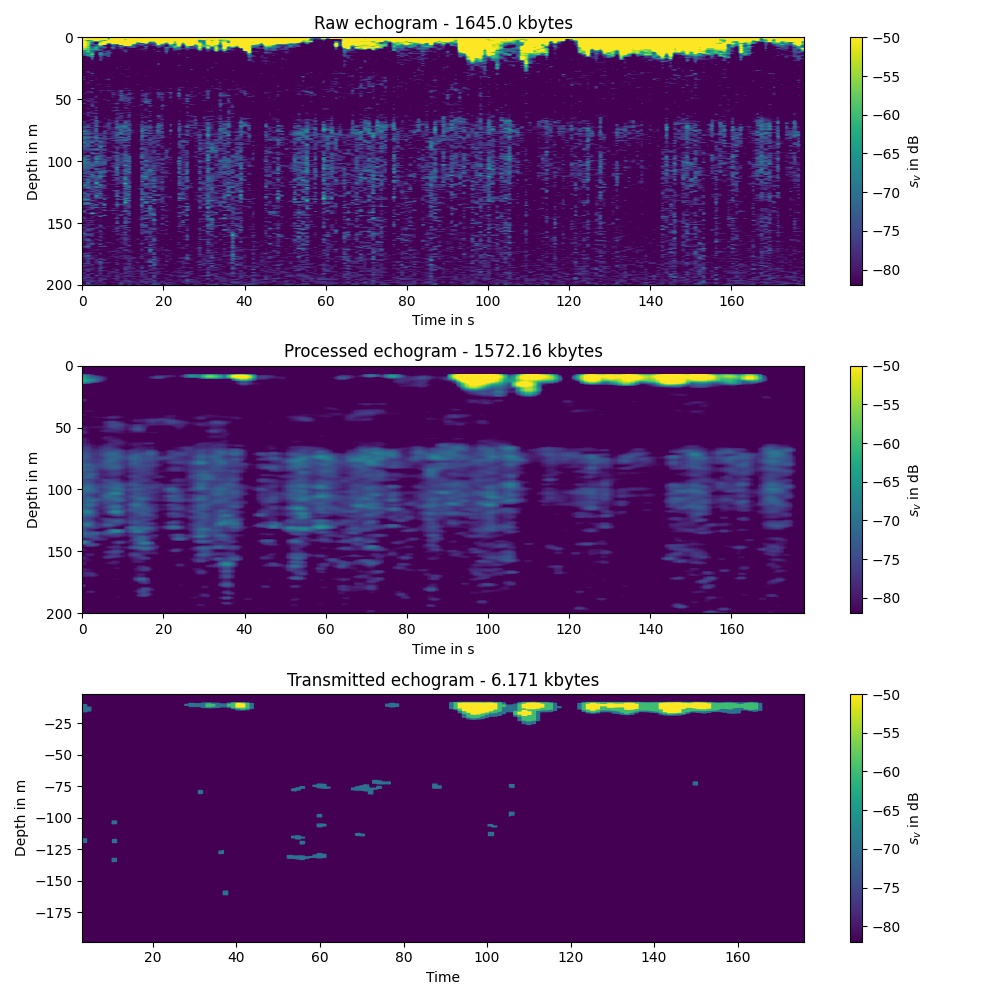 Raw echogram - 1645.0 kbytes
0
50
100
150
200
Depth in m
0 20 40 60 80 100 120 140 160
Time in s
−50
−55
−60
−65
−70
−75
−80
sv in dB
Processed echogram - 1572.16 kbytes
0
50
100
150
200
Depth in m
0 20 40 60 80 100 120 140 160
Time in s
−50
−55
−60
−65
−70
−75
−80
sv in dB
Transmitted echogram - 6.171 kbytes
−25
−50
−75
−100
−125
−150
−175
Depth in m
20 40 60 80 100 120 140 160
Time
−50
−55
−60
−65
−70
−75
−80
sv in dB